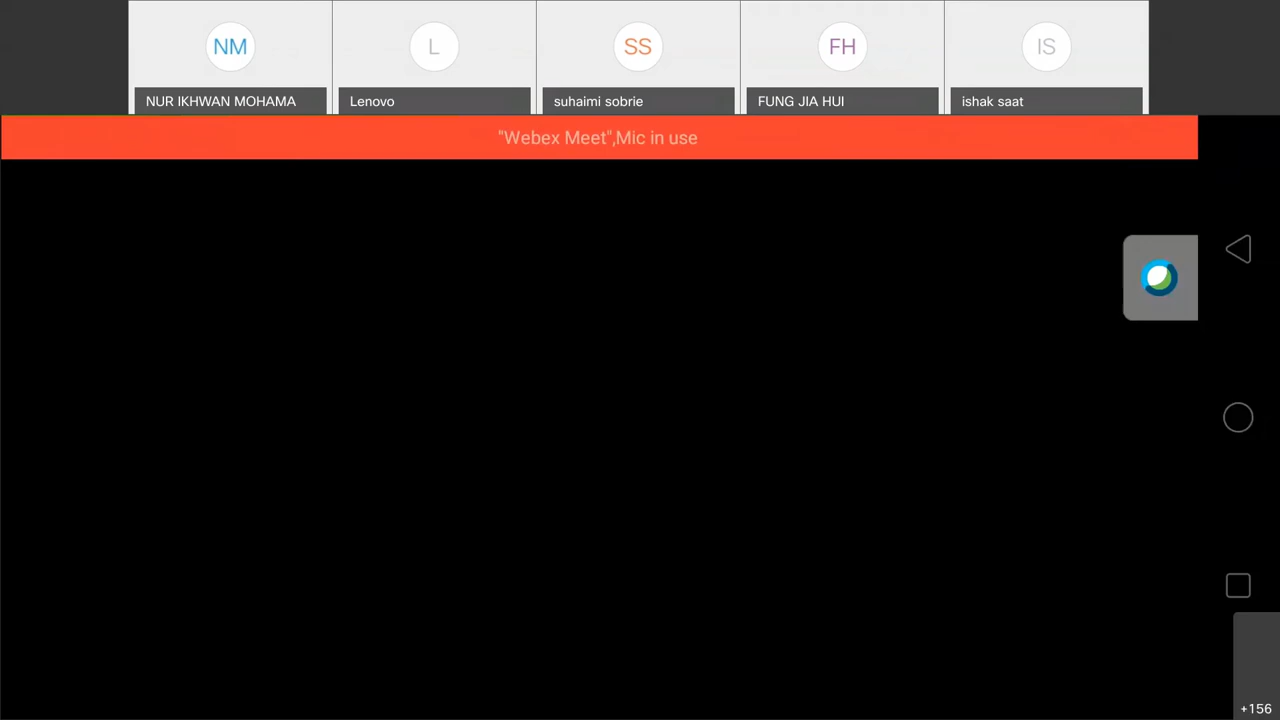 NM
L
SS
FH
IS
NUR IKHWAN MOHAMA
Lenovo
suhaimi sobrie
FUNG JIA HUI
ishak saat
"Webex Meet",Mic in use
+156